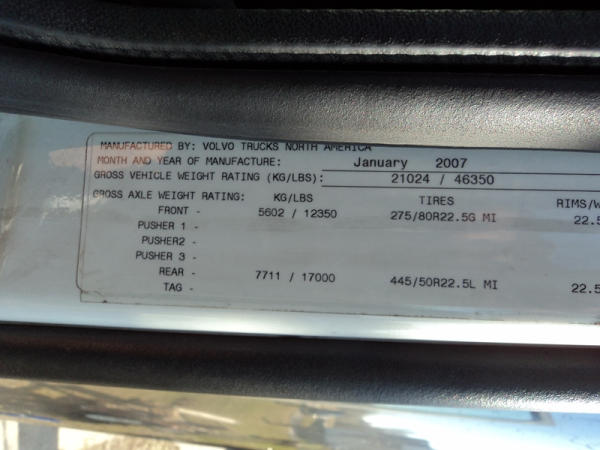 MANUFACTURED BY: VOLVO TRUCKS NORTH AMERICA
MONTH AND YEAR OF MANUFACTURE: January 2007
GROSS VEHICLE WEIGHT RATING (KG/LBS): 21024 / 46350
GROSS AXLE WEIGHT RATING: KG/LBS TIRES RIMS/W
FRONT - 5602 / 12350 275/80R22.5G MI 22.5
PUSHER 1 -
PUSHER2 -
PUSHER 3 -
REAR - 7711 / 17000 445/50R22.5L MI 22.5
TAG -